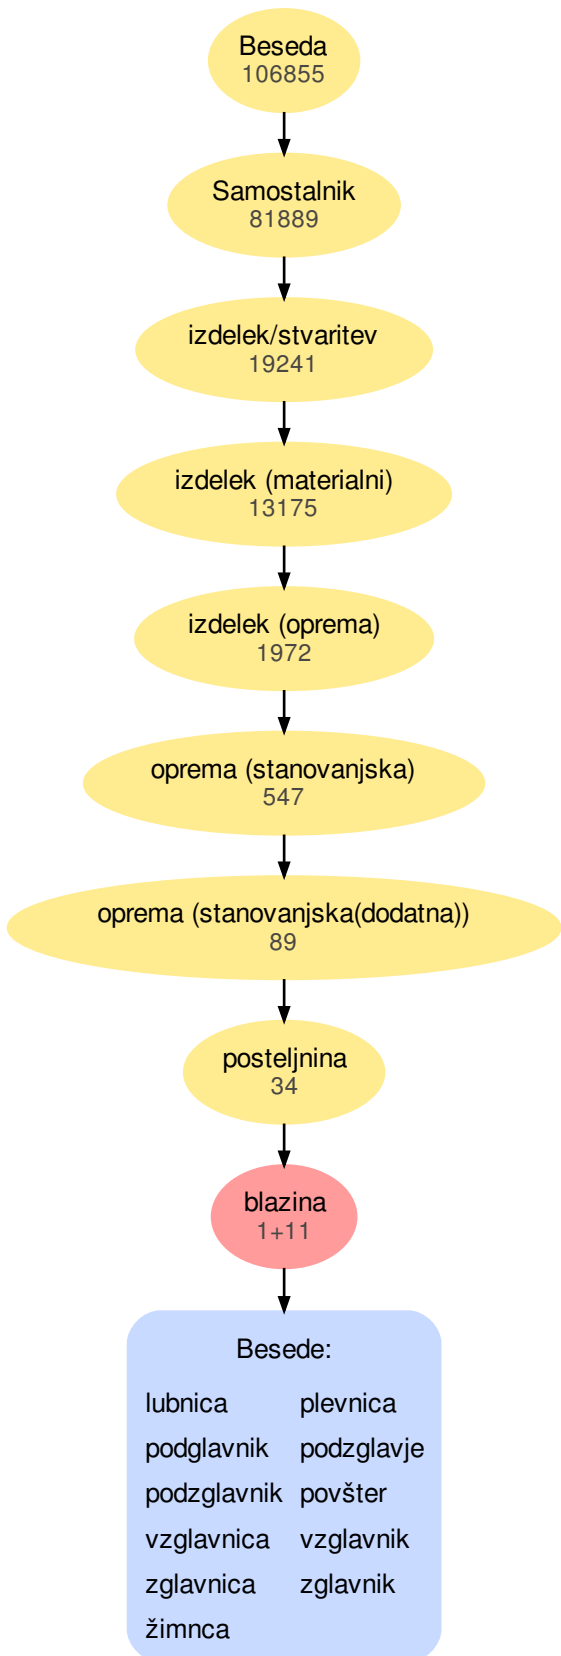 Beseda
106855
Samostalnik
81889
izdelek/stvaritev
19241
izdelek (materialni)
13175
izdelek (oprema)
1972
oprema (stanovanjska)
547
oprema (stanovanjska(dodatna))
89
posteljnina
34
blazina
1+11
Besede:
lubnica plevnica
podglavnik podzglavje
podzglavnik povšter
vzglavnica vzglavnik
zglavnica zglavnik
žimnca